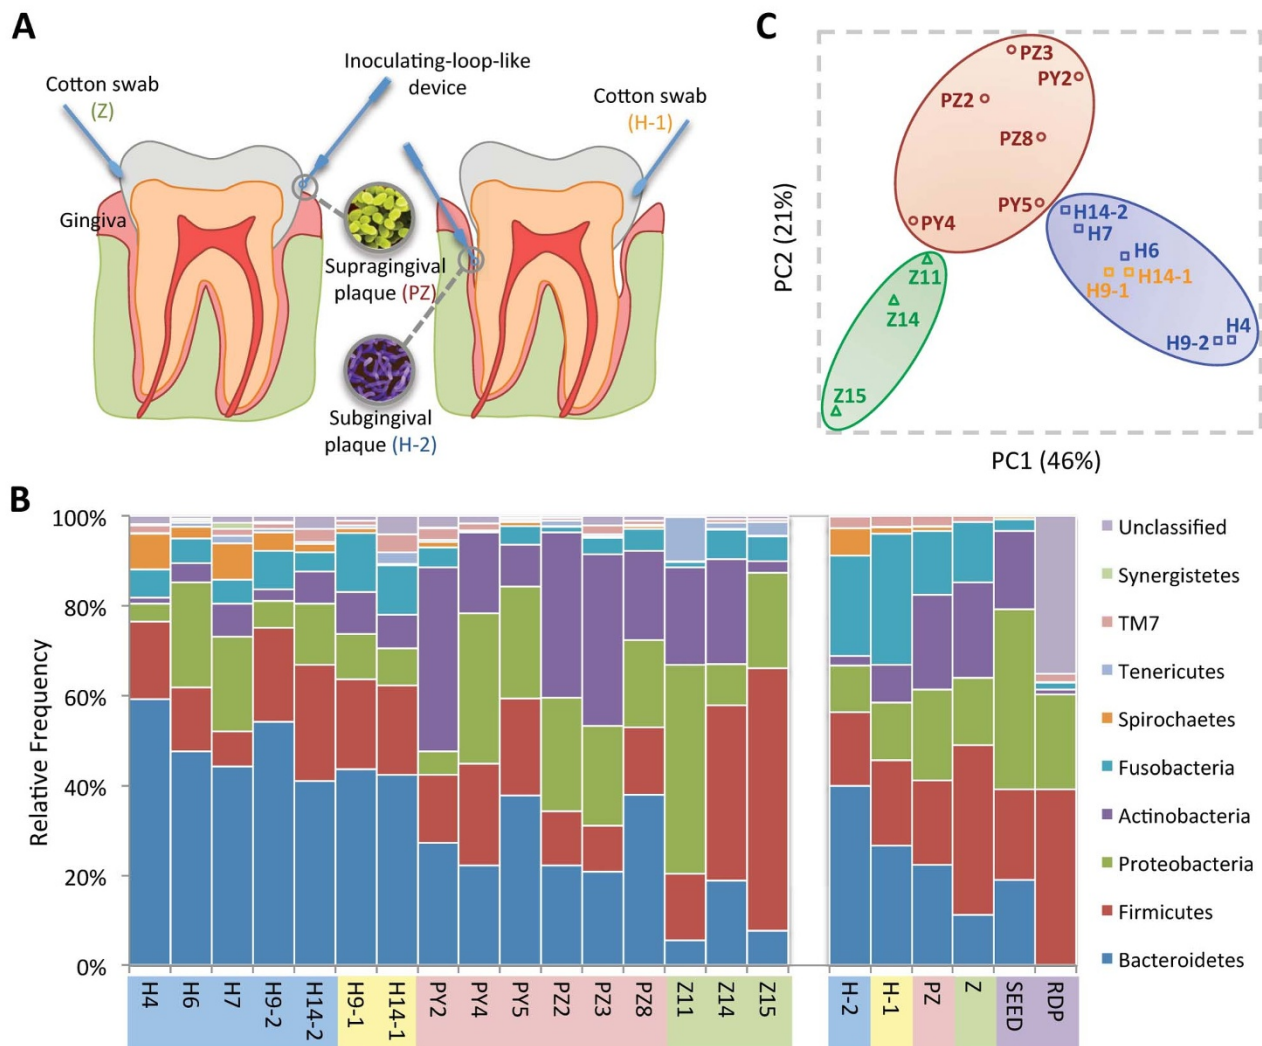 A
Cotton swab
(Z)
Inoculating-loop-like
device
Cotton swab
(H-1)
Gingiva
Supragingival
plaque (PZ)
Subgingival
plaque (H-2)
C
PC2 (21%)
PZ3
PY2
PZ2
PZ8
PY5
PY4
H14-2
H7
H6
H14-1
H9-1
H4
H9-2
Z11
Z14
Z15
PC1 (46%)
B
Relative Frequency
100%
80%
60%
40%
20%
0%
H4
H6
H7
H9-2
H14-2
H9-1
H14-1
PY2
PY4
PY5
PZ2
PZ3
PZ8
Z11
Z14
Z15
H-2
H-1
PZ
Z
SEED
RDP
Unclassified
Synergistetes
TM7
Tenericutes
Spirochaetes
Fusobacteria
Actinobacteria
Proteobacteria
Firmicutes
Bacteroidetes